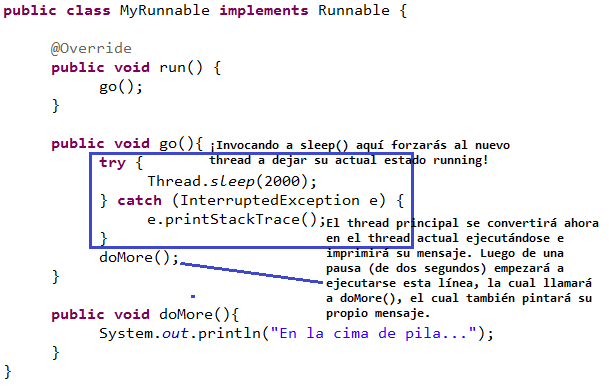 public class MyRunnable implements Runnable {
@Override
public void run() {
go();
}
public void go(){
¡Invocando a sleep() aquí forzarás al nuevo
thread a dejar su actual estado running!
try {
Thread.sleep(2000);
} catch (InterruptedException e) {
e.printStackTrace();
}
doMore();
El thread principal se convertirá ahora
en el thread actual ejecutándose e
imprimirá su mensaje. Luego de una
pausa (de dos segundos) empezará a
ejecutarse esta línea, la cual llamará
a doMore(), el cual también pintará su
propio mensaje.
}
public void doMore(){
System.out.println("En la cima de pila...");
}
}